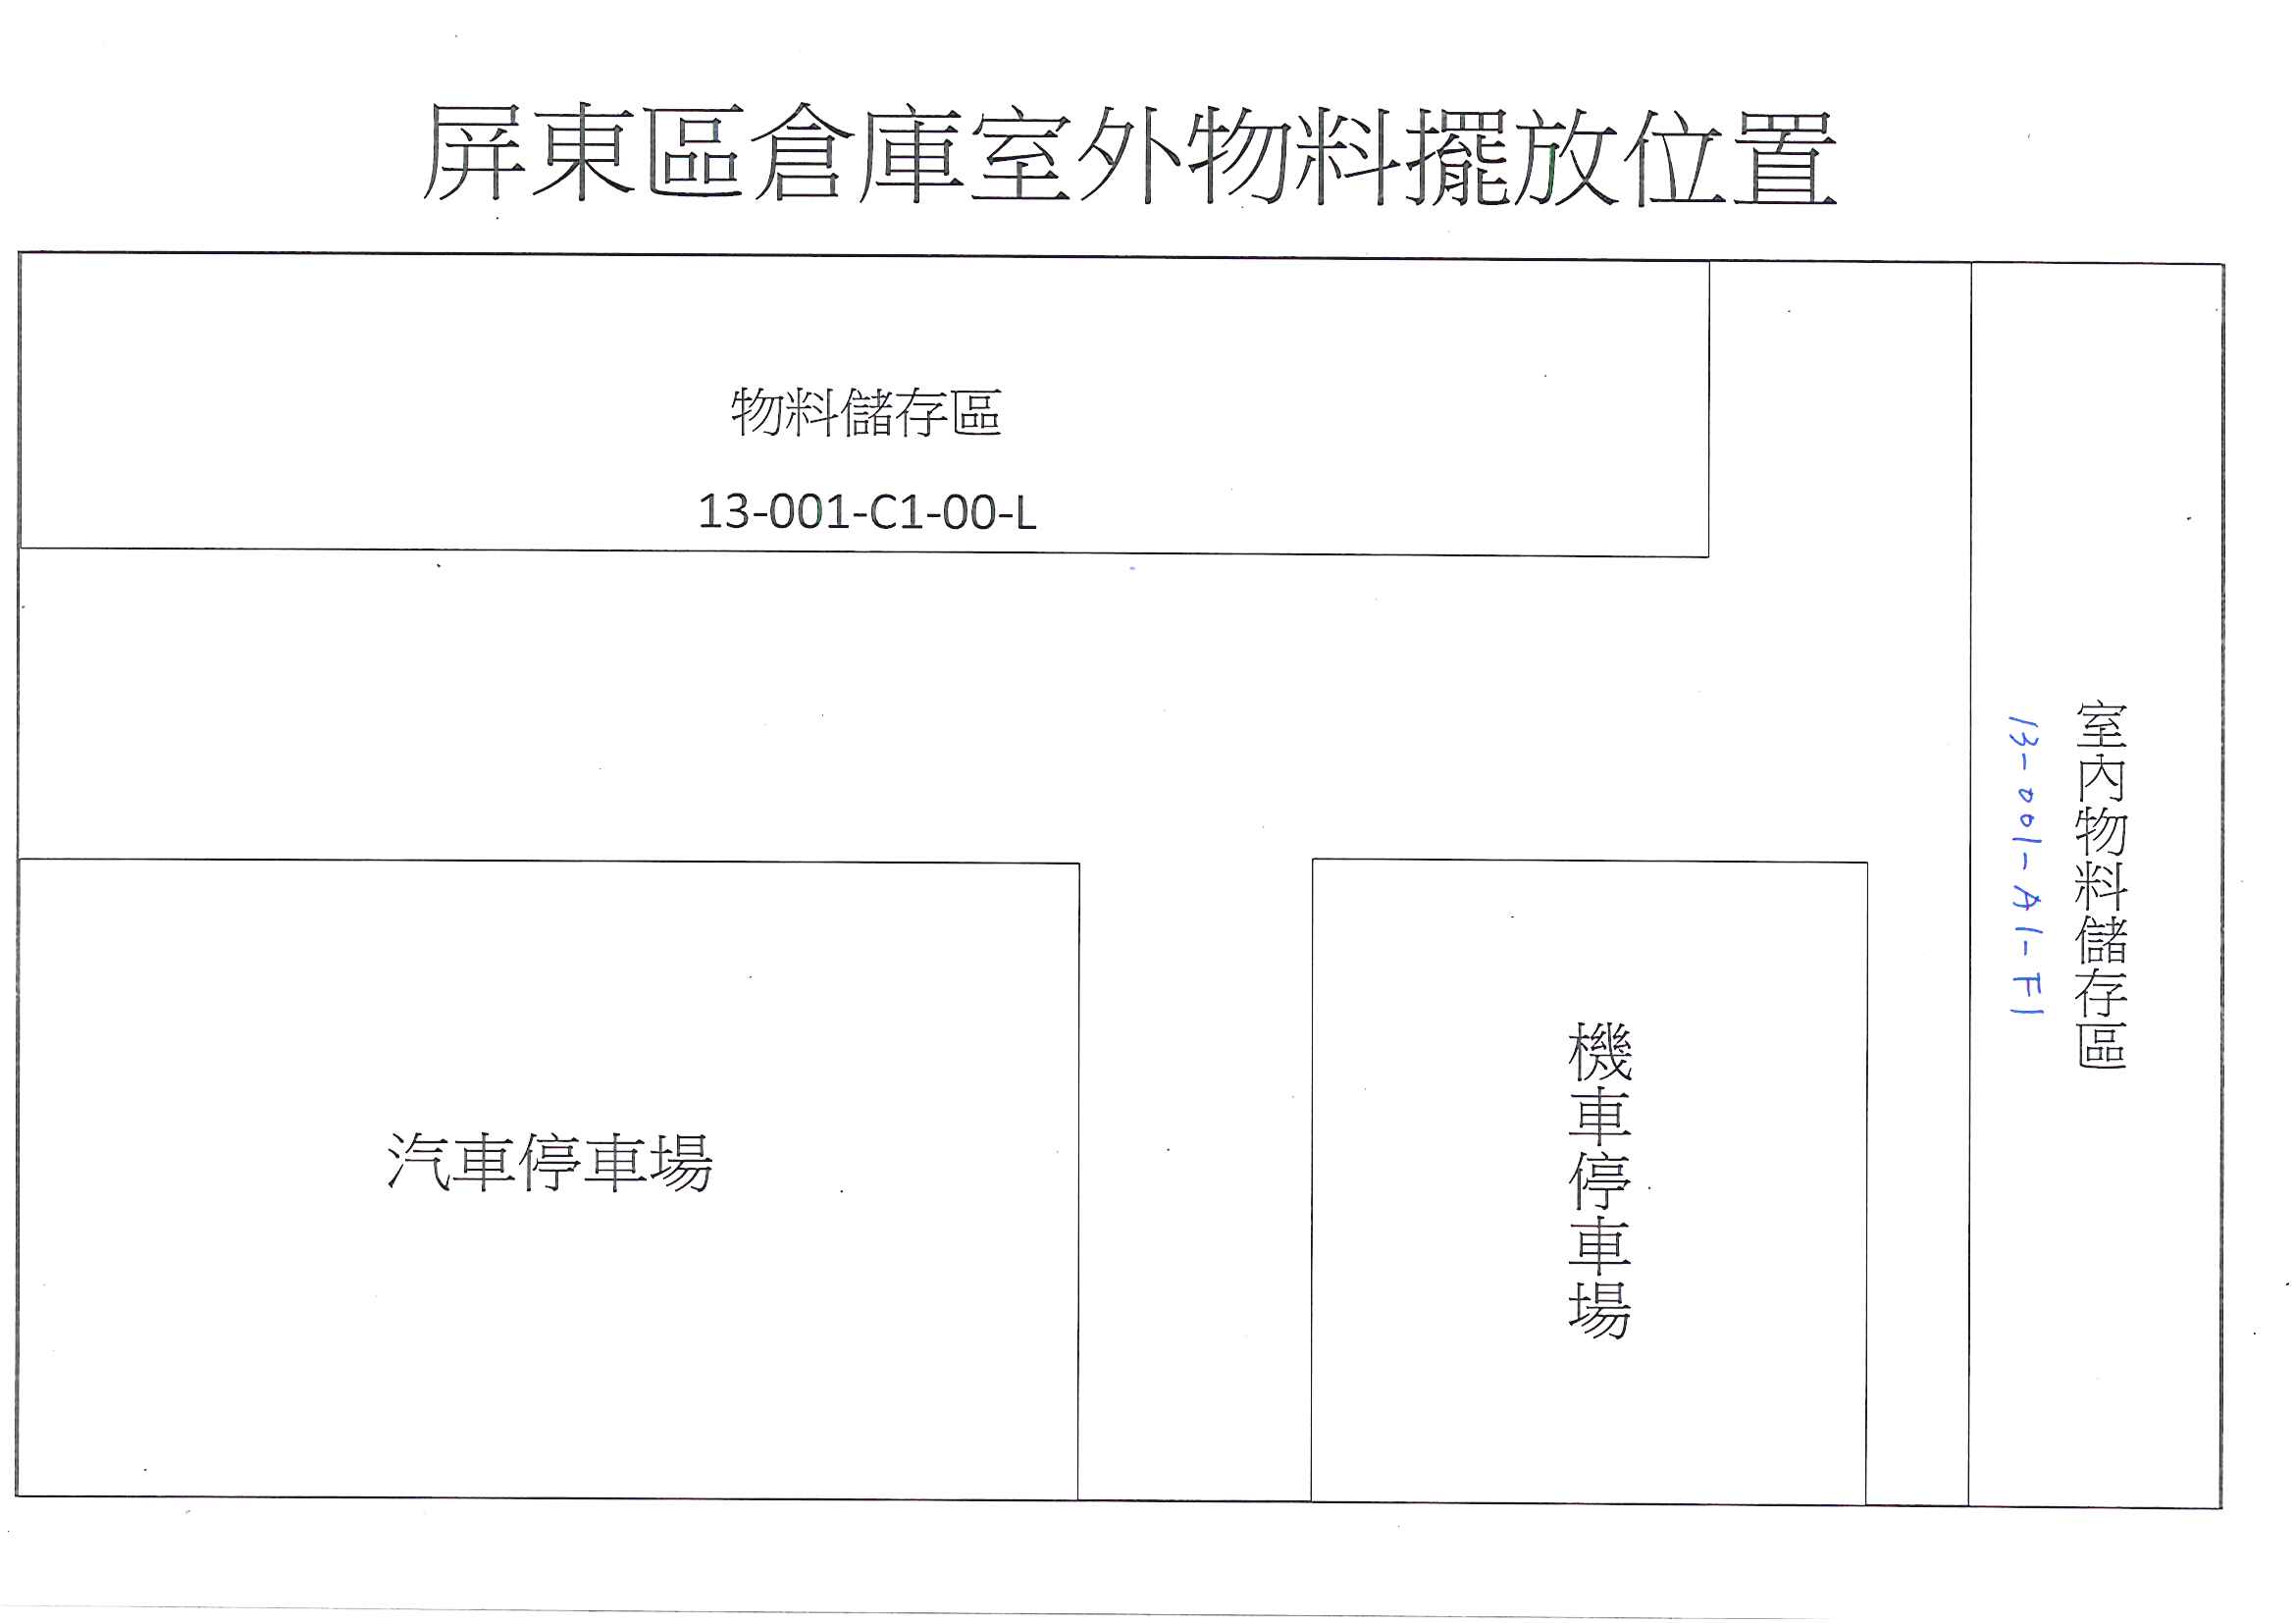 屏東區倉庫室外物料擺放位置
物料儲存區
13-001-C1-00-L
室內物料儲存區
13-001-A1-F1
汽車停車場
機車停車場